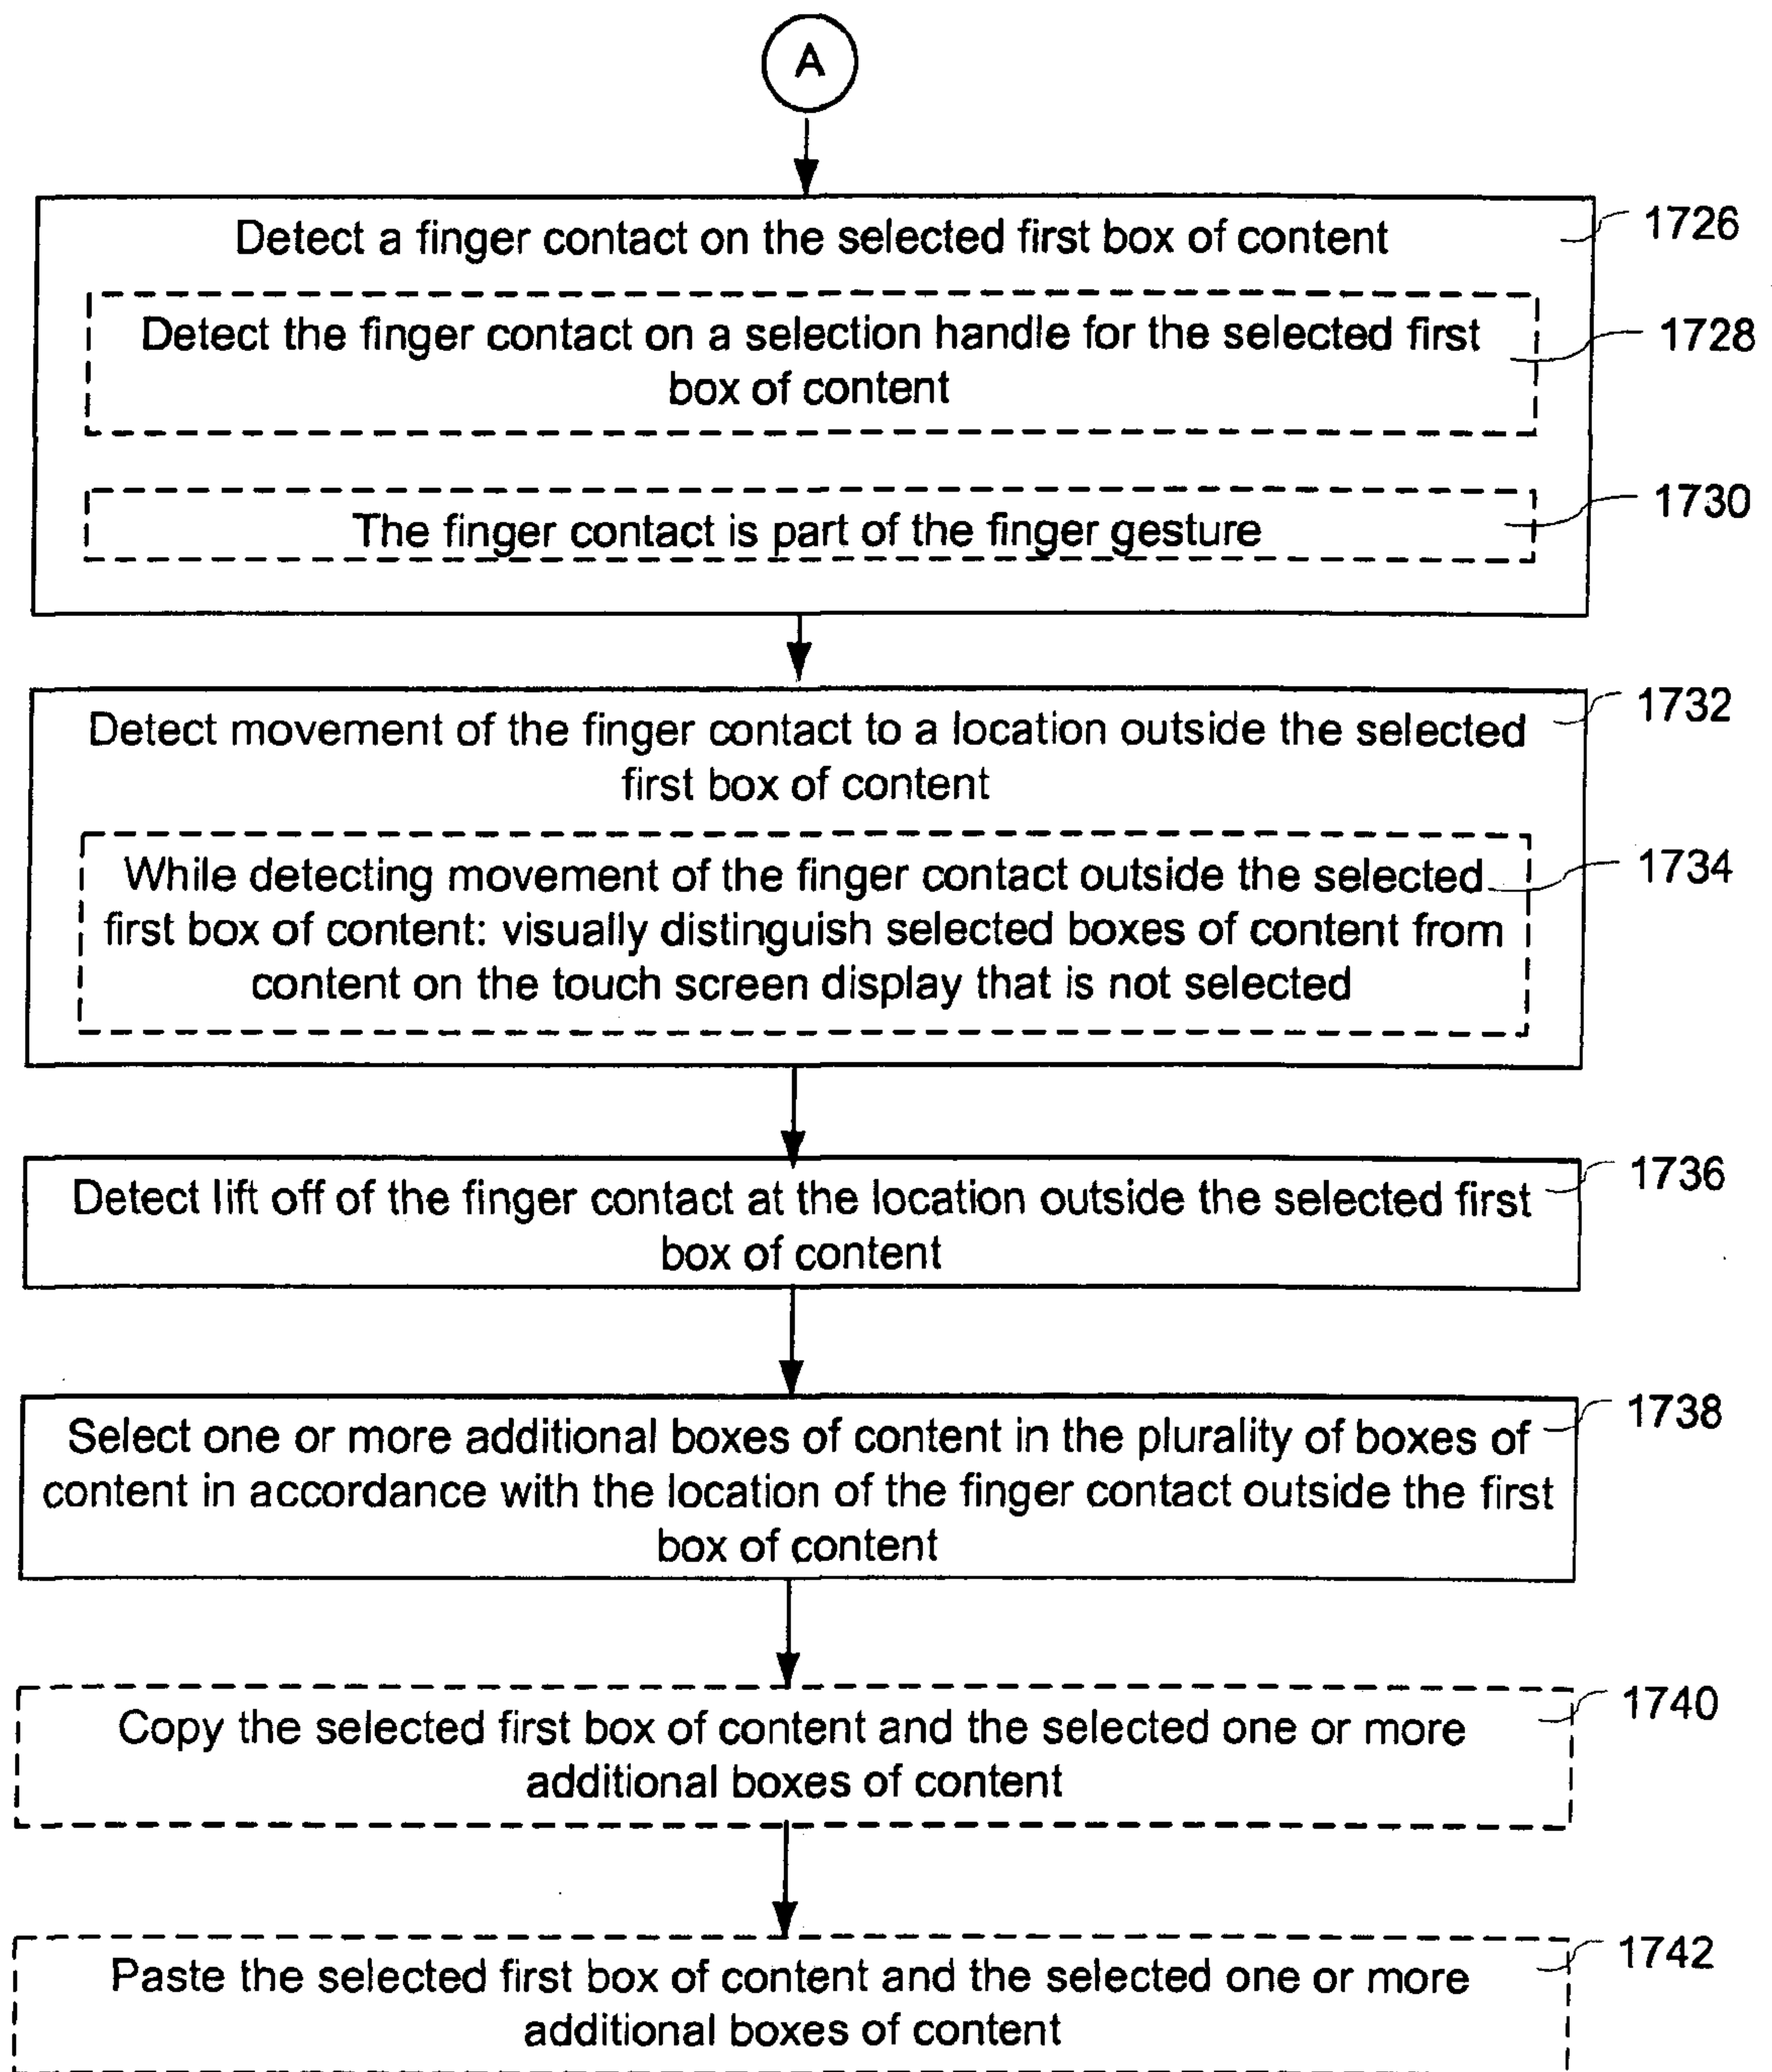 A
Detect a finger contact on the selected first box of content
1726
Detect the finger contact on a selection handle for the selected first
box of content
1728
The finger contact is part of the finger gesture
1730
Detect movement of the finger contact to a location outside the selected
first box of content
1732
While detecting movement of the finger contact outside the selected
first box of content: visually distinguish selected boxes of content from
content on the touch screen display that is not selected
1734
Detect lift off of the finger contact at the location outside the selected first
box of content
1736
Select one or more additional boxes of content in the plurality of boxes of
content in accordance with the location of the finger contact outside the first
box of content
1738
Copy the selected first box of content and the selected one or more
additional boxes of content
1740
Paste the selected first box of content and the selected one or more
additional boxes of content
1742